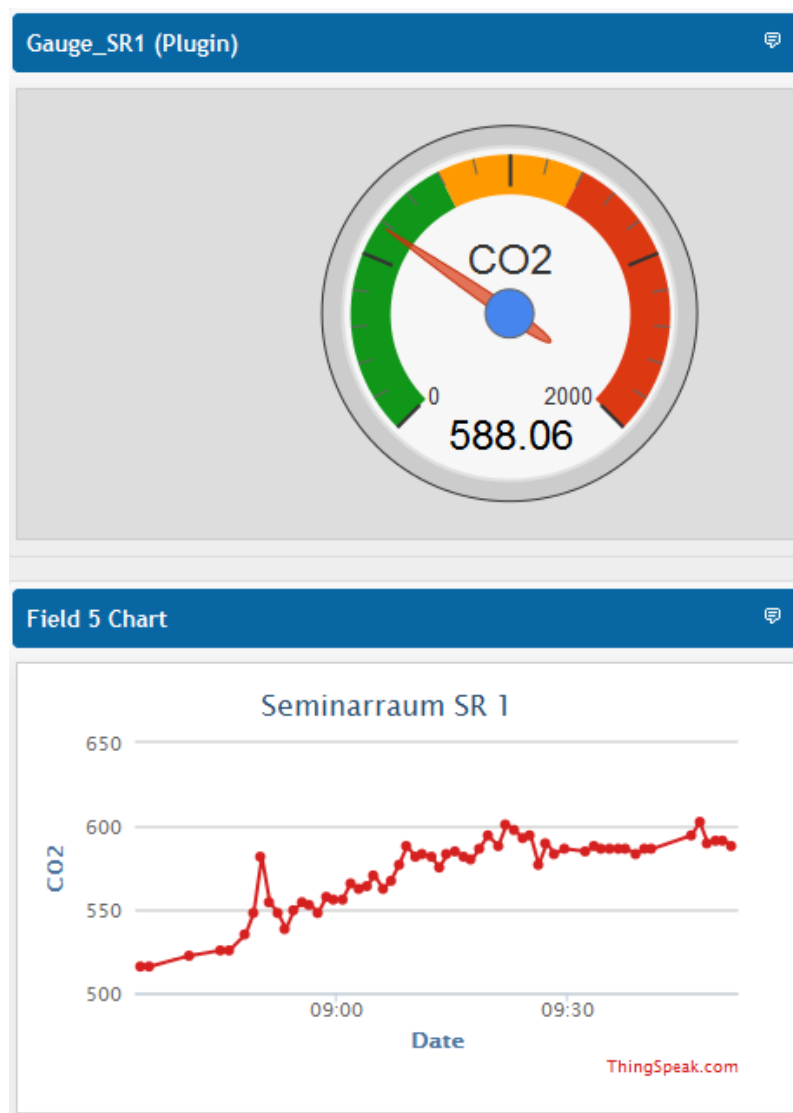 Gauge_SR1 (Plugin)
CO2
0
2000
588.06
Field 5 Chart
Seminarraum SR 1
650
600
550
500
CO2
09:00
09:30
Date
ThingSpeak.com